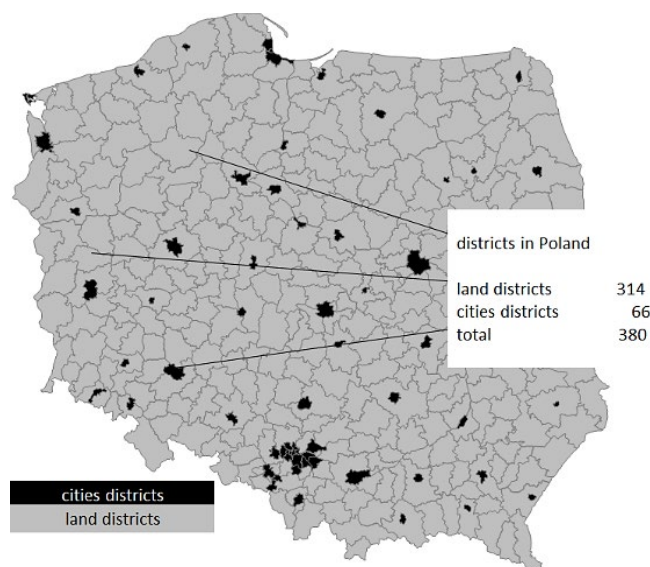 districts in Poland
land districts 314
cities districts 66
total 380
cities districts
land districts